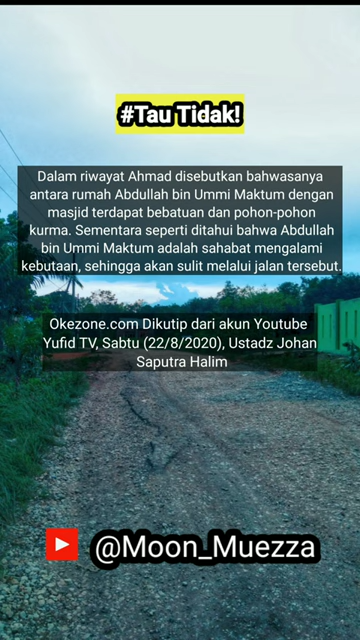 #Tau Tidak!
Dalam riwayat Ahmad disebutkan bahwasanya
antara rumah Abdullah bin Ummi Maktum dengan
masjid terdapat bebatuan dan pohon-pohon
kurma. Sementara seperti ditahui bahwa Abdullah
bin Ummi Maktum adalah sahabat mengalami
kebutaan, sehingga akan sulit melalui jalan tersebut.
Okezone.com Dikutip dari akun Youtube
Yufid TV, Sabtu (22/8/2020), Ustadz Johan
Saputra Halim
@Moon_Muezza